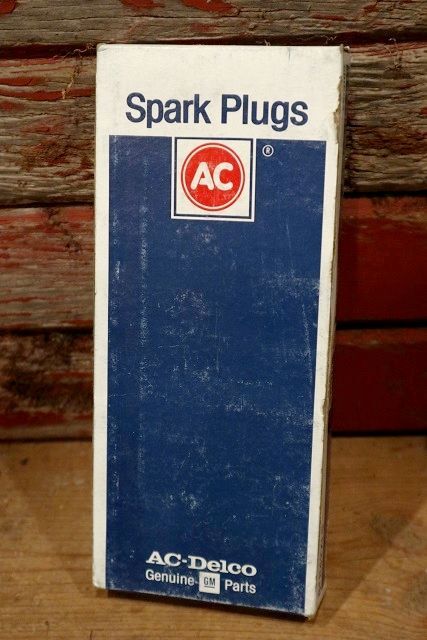 Spark Plugs
AC ®
AC-Delco
Genuine GM Parts